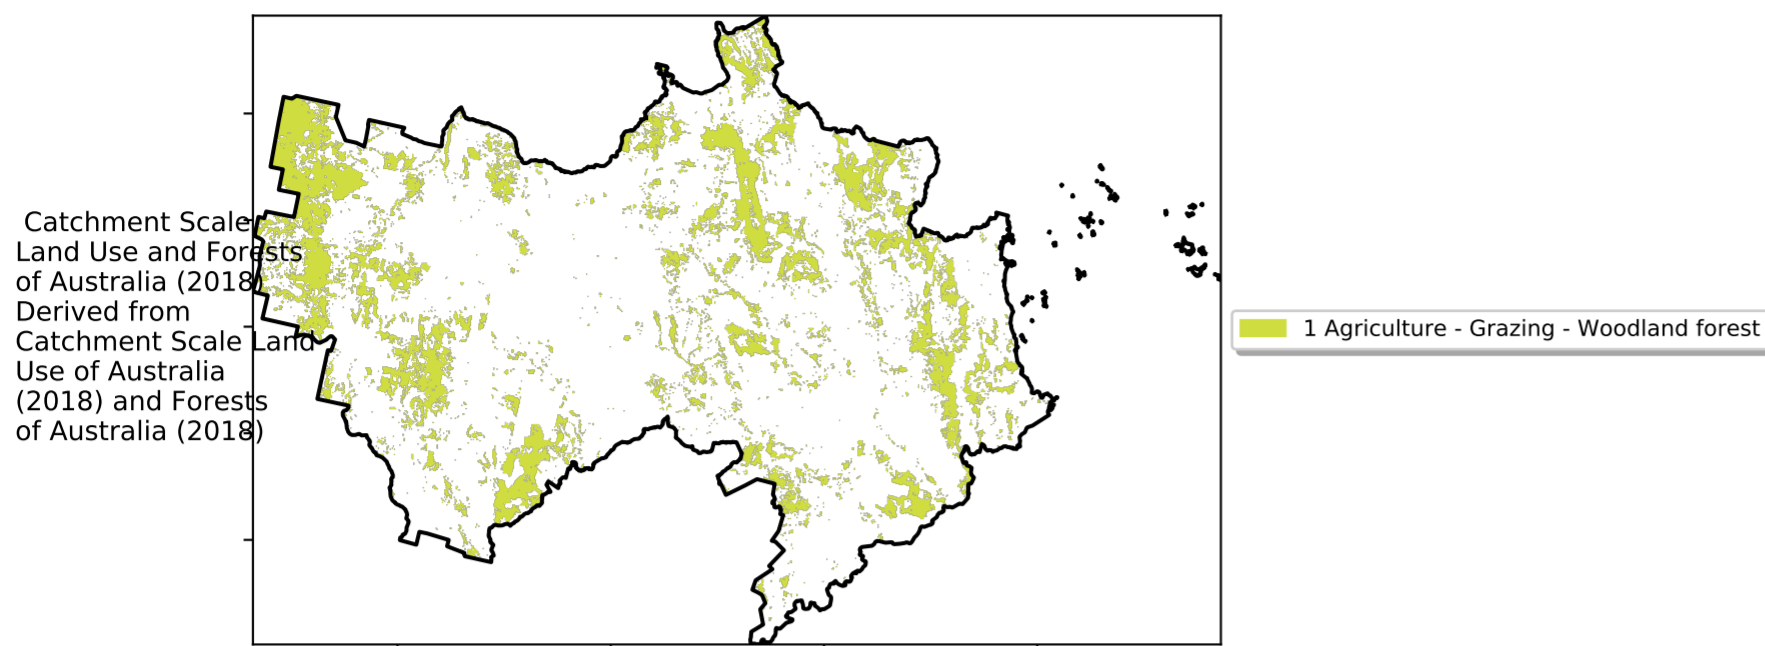 Catchment Scale
Land Use and Forests
of Australia (2018)
Derived from
Catchment Scale Land
Use of Australia
(2018) and Forests
of Australia (2018)
1 Agriculture - Grazing - Woodland forest